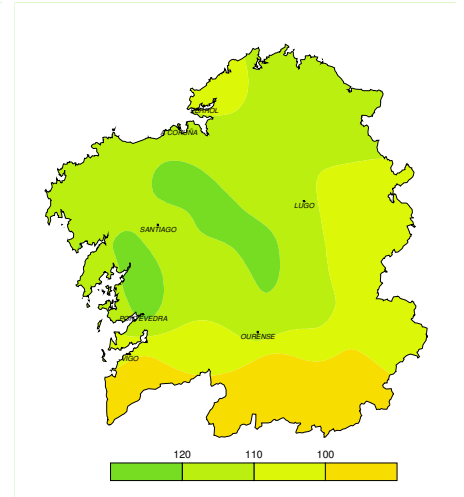 FERROL
CORUÑA
LUGO
SANTIAGO
PONTEVEDRA
OURENSE
VIGO
120 110 100